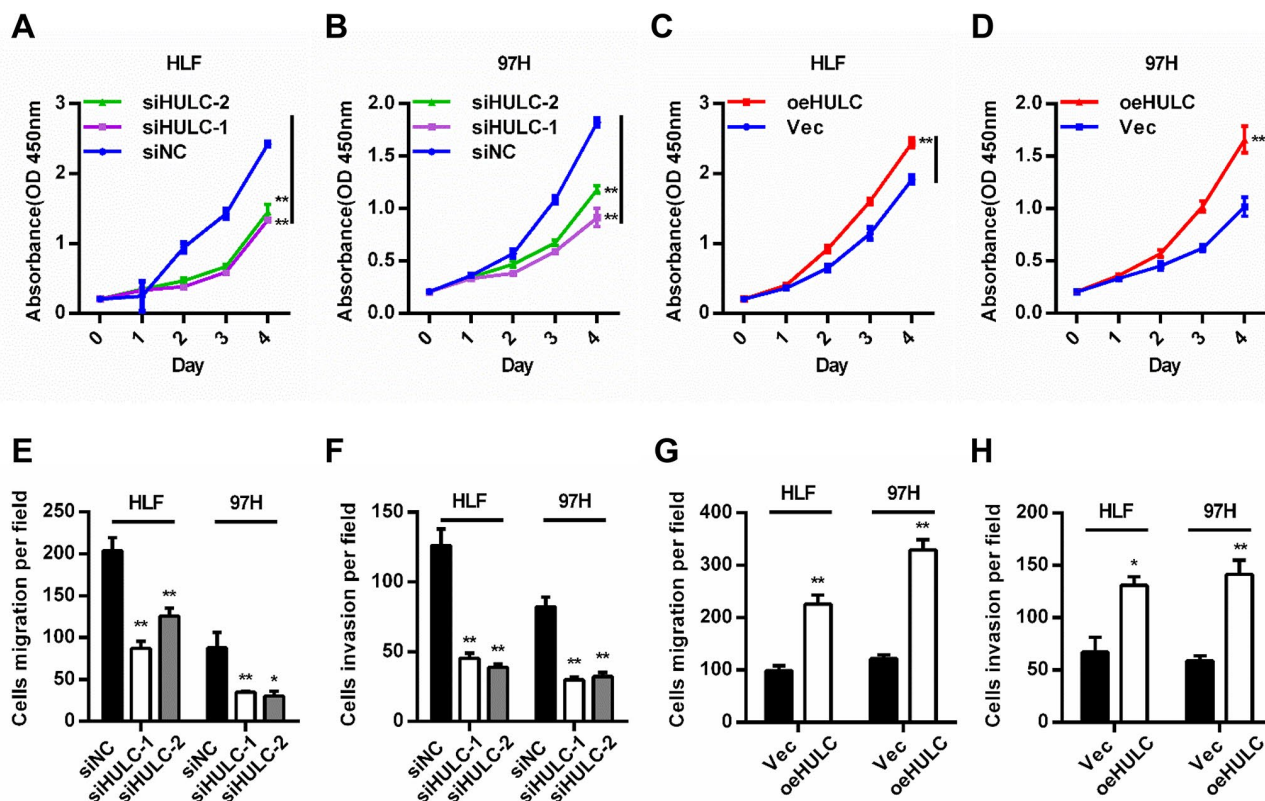 A
HLF
siHULC-2
siHULC-1
siNC
Absorbance(OD 450nm
3
2
1
0
**
**
0
1
2
3
4
Day
B
97H
siHULC-2
siHULC-1
siNC
Absorbance(OD 450nm
2.0
1.5
1.0
0.5
0.0
**
**
0
1
2
3
4
Day
C
HLF
oeHULC
Vec
Absorbance(OD 450nm
3
2
1
0
**
0
1
2
3
4
Day
D
97H
oeHULC
Vec
Absorbance(OD 450nm
2.0
1.5
1.0
0.5
0.0
**
0
1
2
3
4
Day
E
HLF
97H
Cells migration per field
250
200
150
100
50
0
**
**
**
*
siNC
siHULC-1
siHULC-2
siNC
siHULC-1
siHULC-2
F
HLF
97H
Cells invasion per field
150
100
50
0
**
**
**
**
siNC
siHULC-1
siHULC-2
siNC
siHULC-1
siHULC-2
G
HLF
97H
Cells migration per field
400
300
200
100
0
**
**
Vec
oeHULC
Vec
oeHULC
H
HLF
97H
Cells invasion per field
200
150
100
50
0
*
**
Vec
oeHULC
Vec
oeHULC